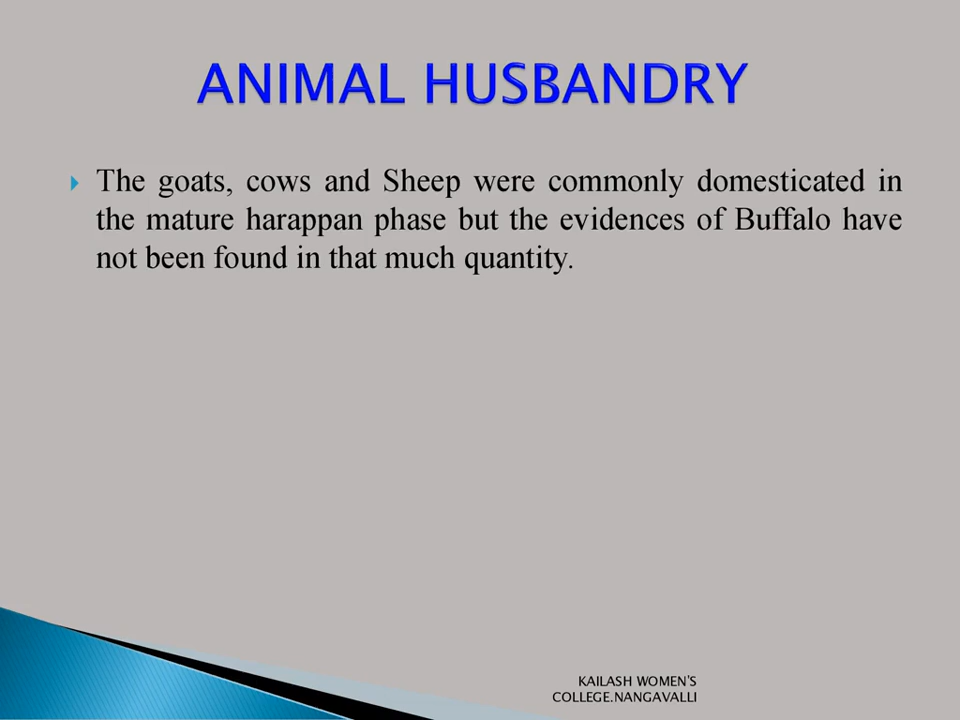 ANIMAL HUSBANDRY
The goats, cows and Sheep were commonly domesticated in
the mature harappan phase but the evidences of Buffalo have
not been found in that much quantity.
KAILASH WOMEN'S
COLLEGE.NANGAVALLI